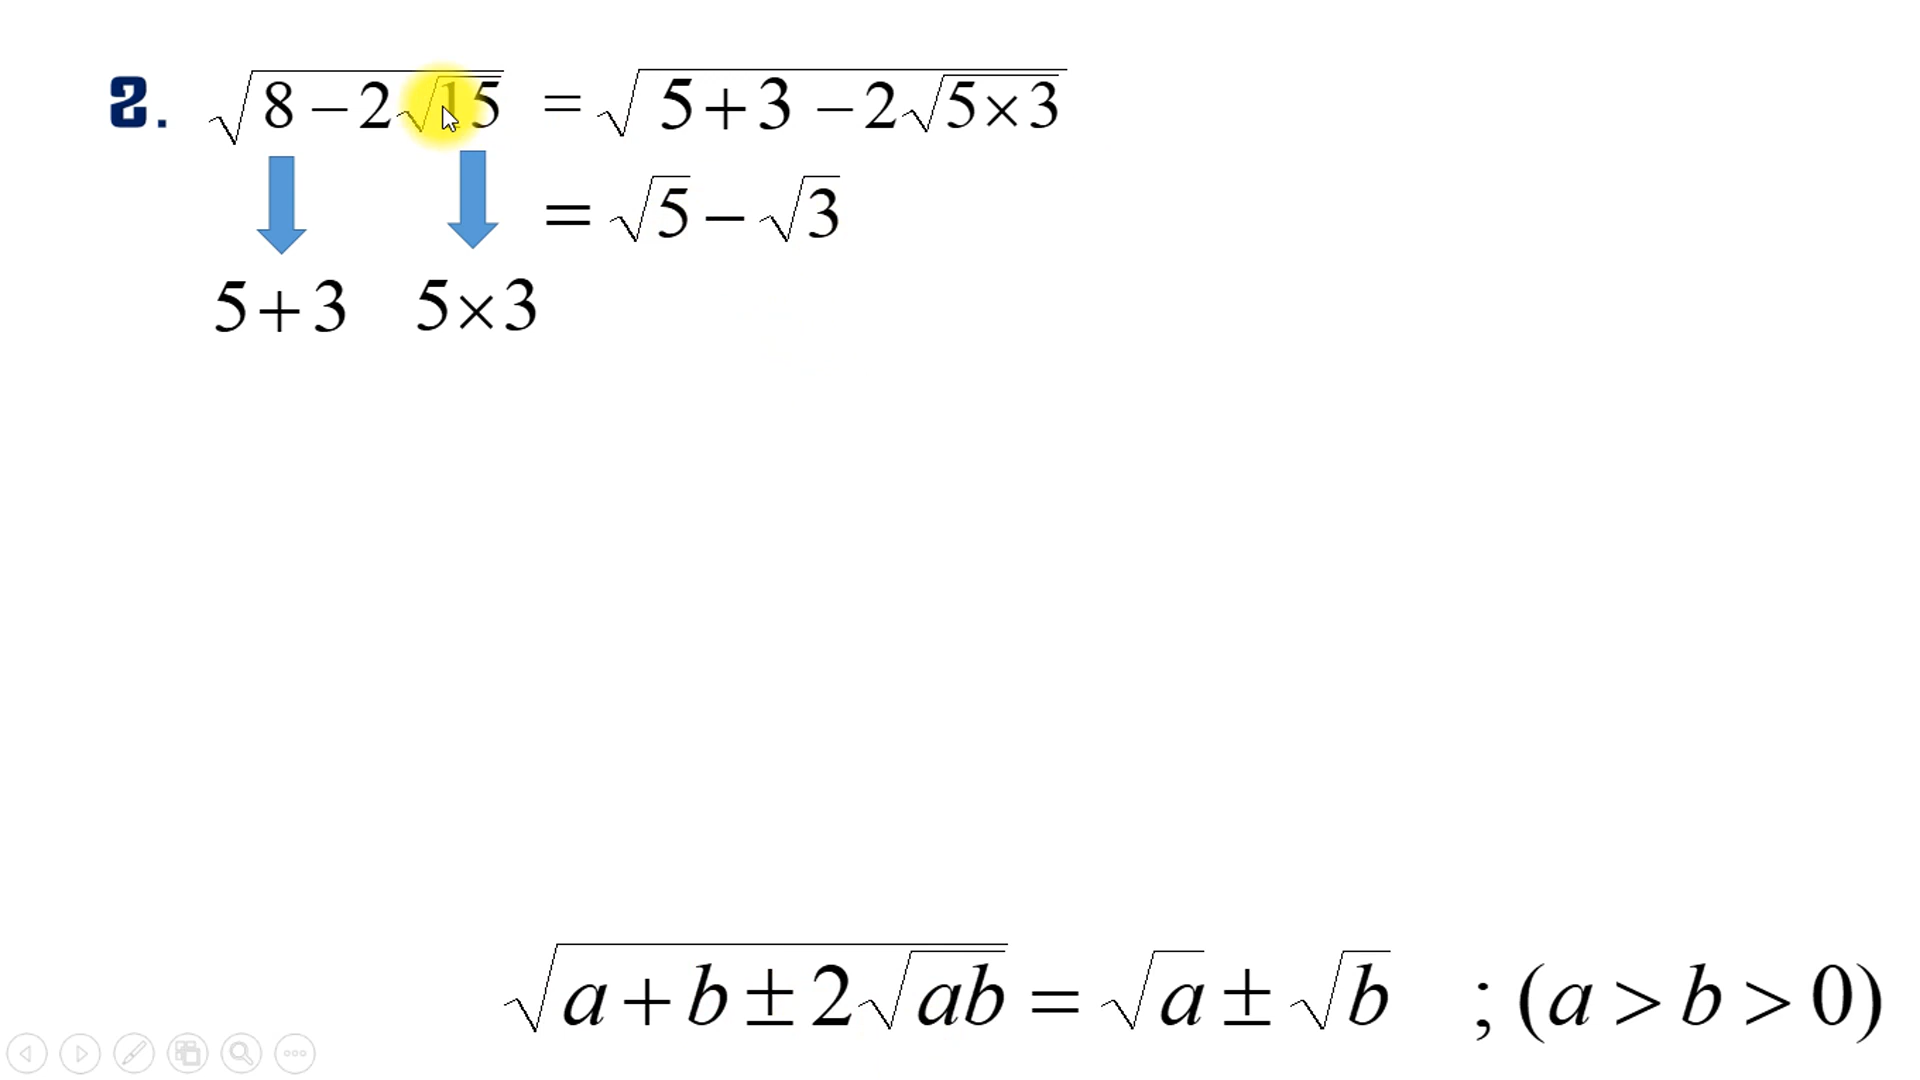 2. √(8 − 2√15) = √(5+3 − 2√(5×3))
= √5 − √3
5+3 5×3
√(a + b ± 2√(ab)) = √a ± √b ; (a > b > 0)